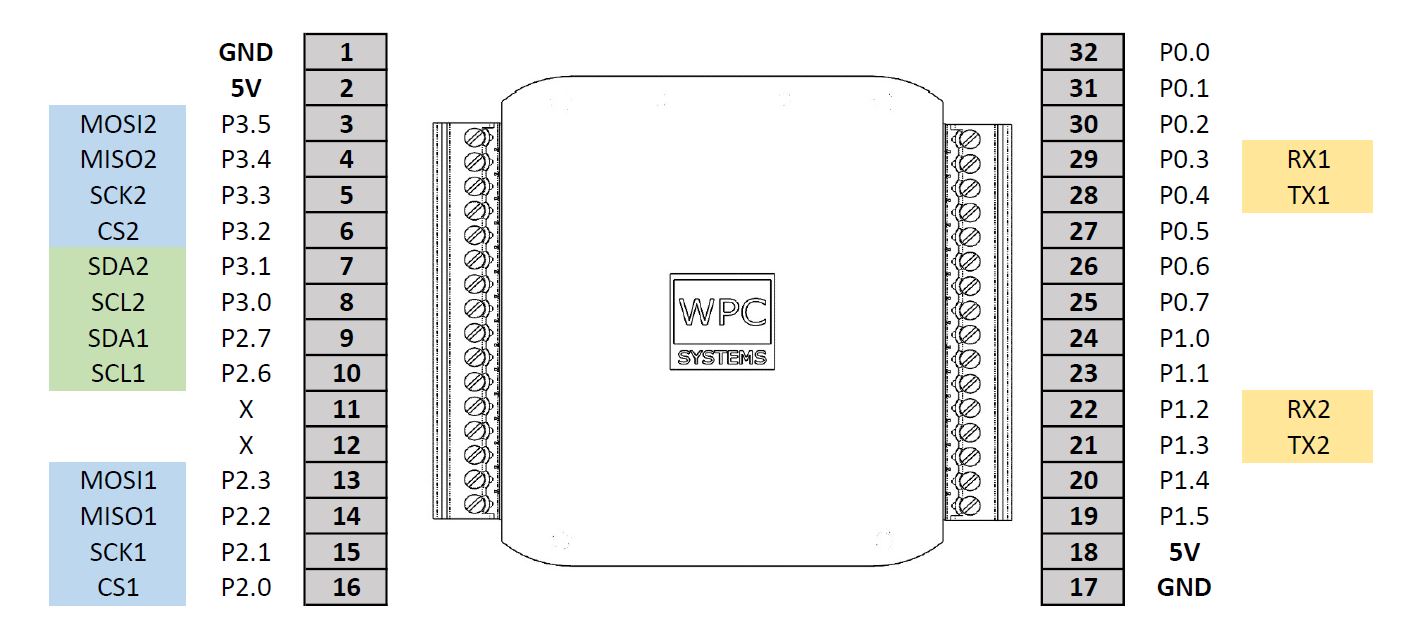 GND 1 32 P0.0
5V 2 31 P0.1
MOSI2 P3.5 3 30 P0.2
MISO2 P3.4 4 29 P0.3 RX1
SCK2 P3.3 5 28 P0.4 TX1
CS2 P3.2 6 27 P0.5
SDA2 P3.1 7 26 P0.6
SCL2 P3.0 8 25 P0.7
SDA1 P2.7 9 24 P1.0
SCL1 P2.6 10 23 P1.1
X 11 22 P1.2 RX2
X 12 21 P1.3 TX2
MOSI1 P2.3 13 20 P1.4
MISO1 P2.2 14 19 P1.5
SCK1 P2.1 15 18 5V
CS1 P2.0 16 17 GND
WPC
SYSTEMS